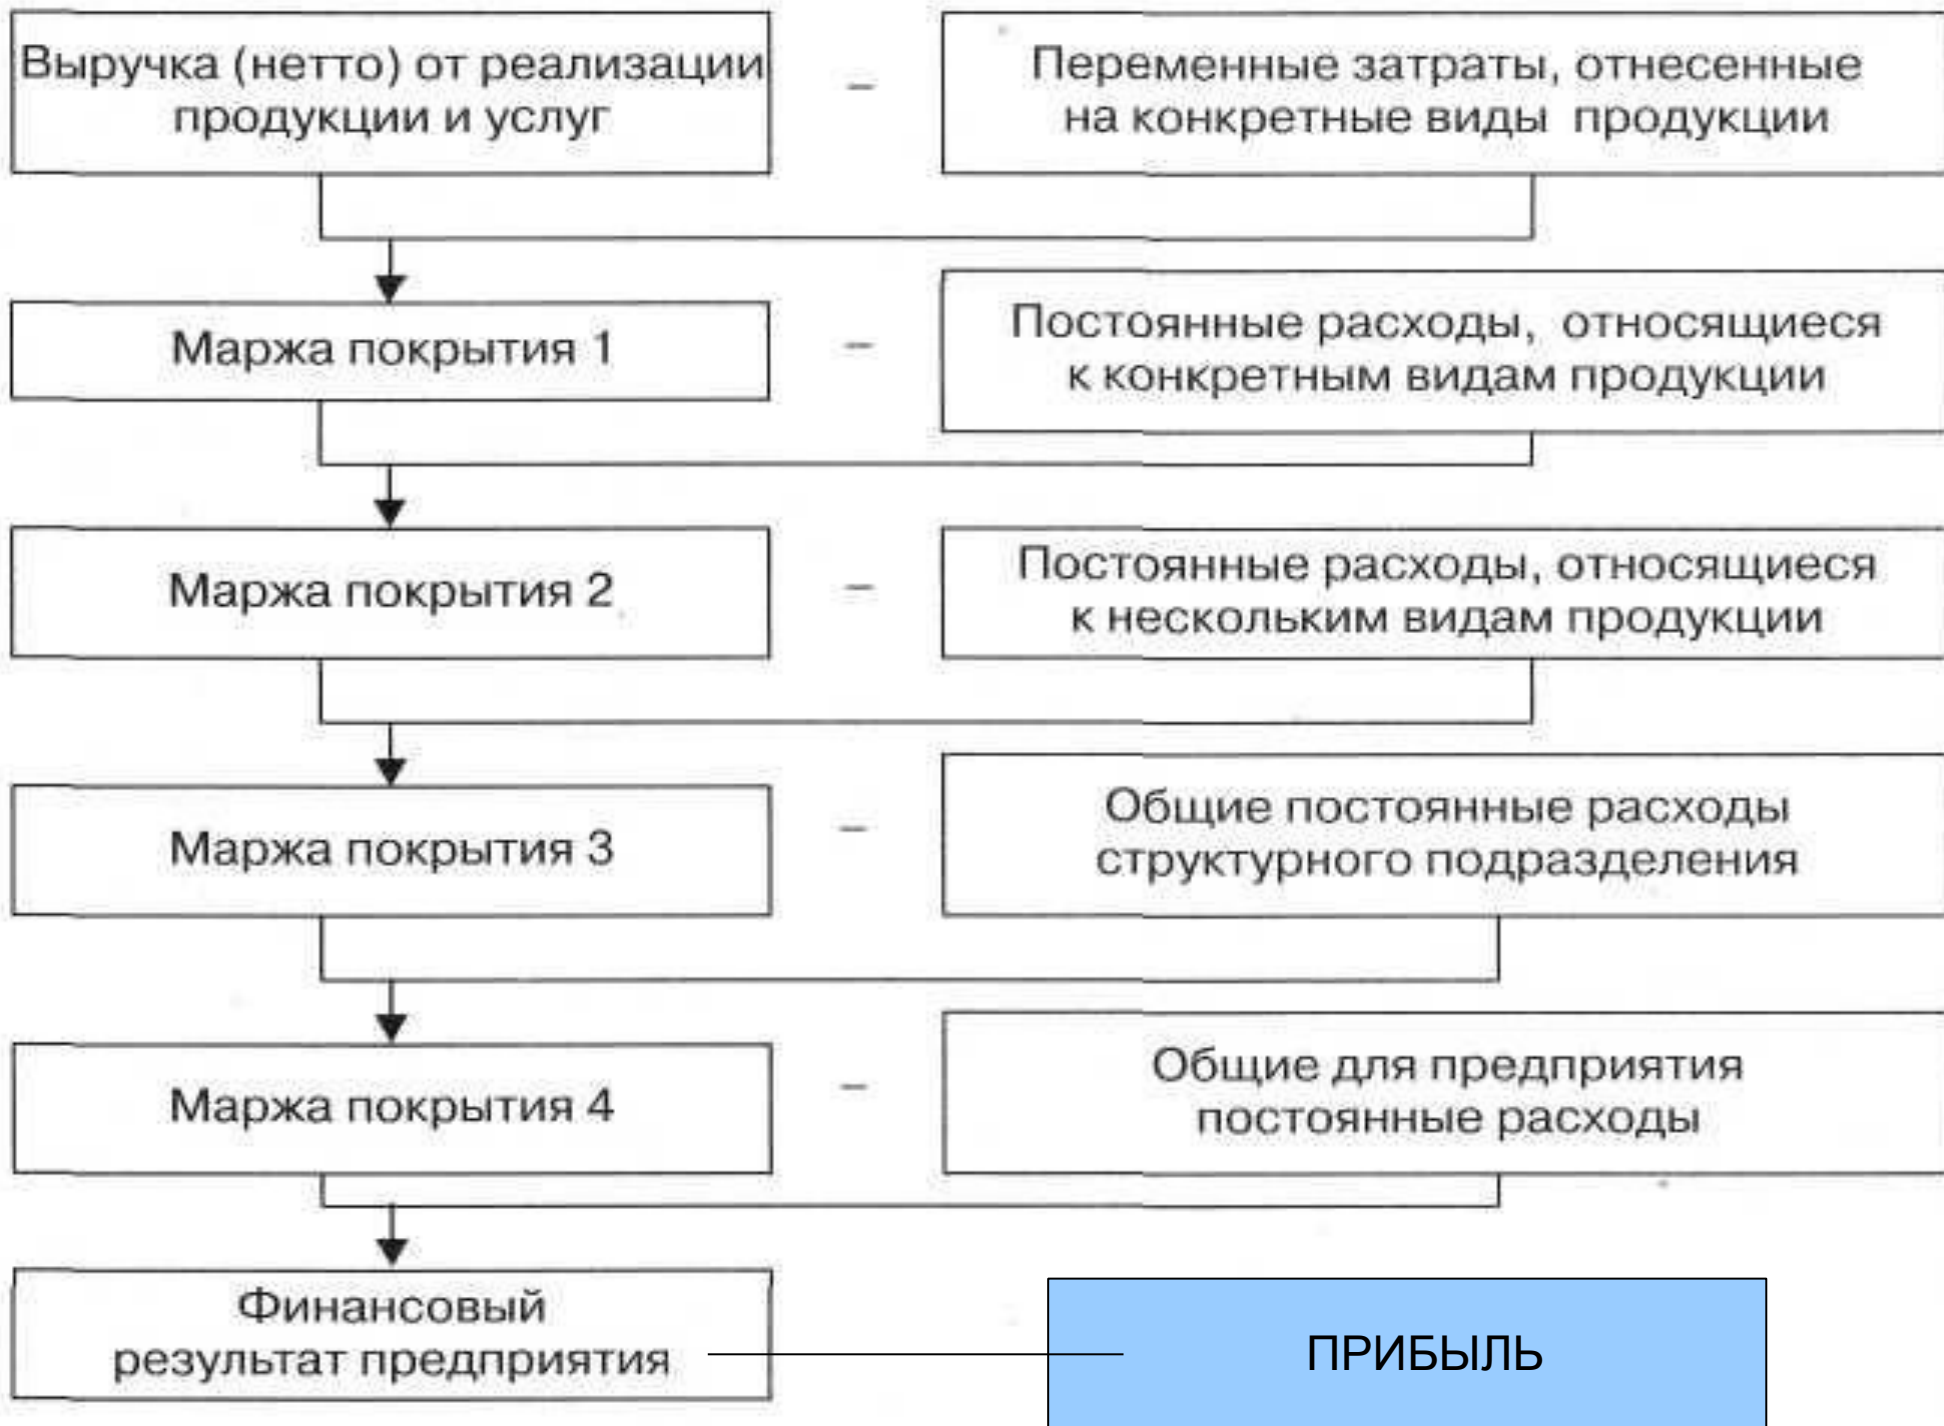 Выручка (нетто) от реализации
продукции и услуг
–
Переменные затраты, отнесенные
на конкретные виды продукции
Маржа покрытия 1
–
Постоянные расходы, относящиеся
к конкретным видам продукции
Маржа покрытия 2
–
Постоянные расходы, относящиеся
к нескольким видам продукции
Маржа покрытия 3
–
Общие постоянные расходы
структурного подразделения
Маржа покрытия 4
–
Общие для предприятия
постоянные расходы
Финансовый
результат предприятия
ПРИБЫЛЬ